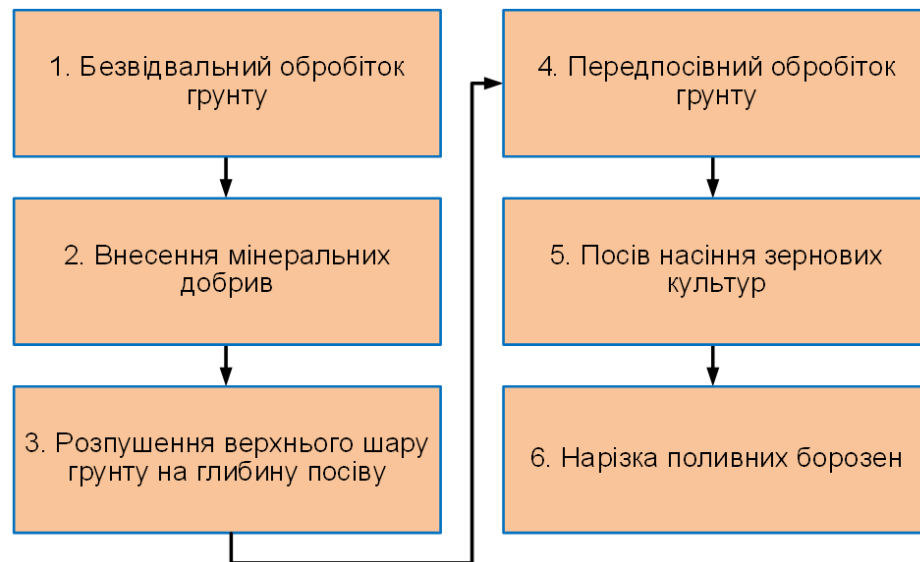 1. Безвідвальний обробіток
грунту
2. Внесення мінеральних
добрив
3. Розпушення верхнього шару
грунту на глибину посіву
4. Передпосівний обробіток
грунту
5. Посів насіння зернових
культур
6. Нарізка поливних борозен